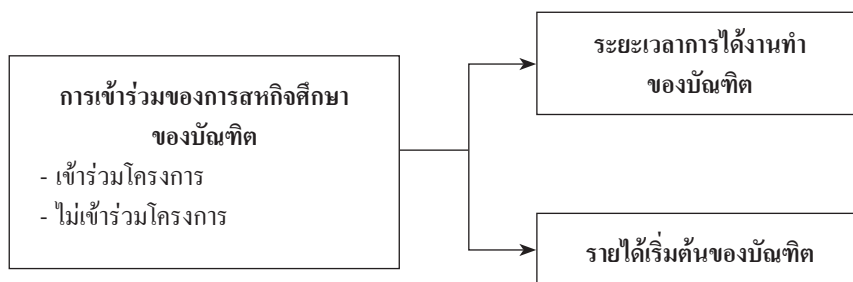 การเข้าร่วมของการสหกิจศึกษา
ของบัณฑิต
- เข้าร่วมโครงการ
- ไม่เข้าร่วมโครงการ
ระยะเวลาการได้งานทำ
ของบัณฑิต
รายได้เริ่มต้นของบัณฑิต